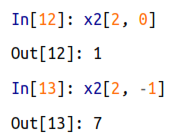 In[12]: x2[2, 0]
Out[12]: 1
In[13]: x2[2, -1]
Out[13]: 7